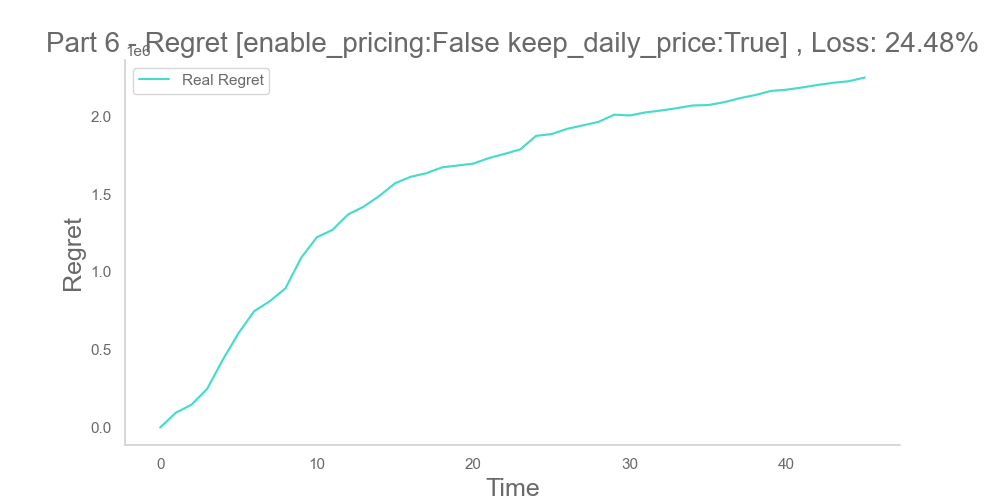 Part 6 - Regret [enable_pricing:False keep_daily_price:True] , Loss: 24.48%
1e6
Real Regret
2.0
1.5
1.0
0.5
0.0
Regret
0 10 20 30 40
Time